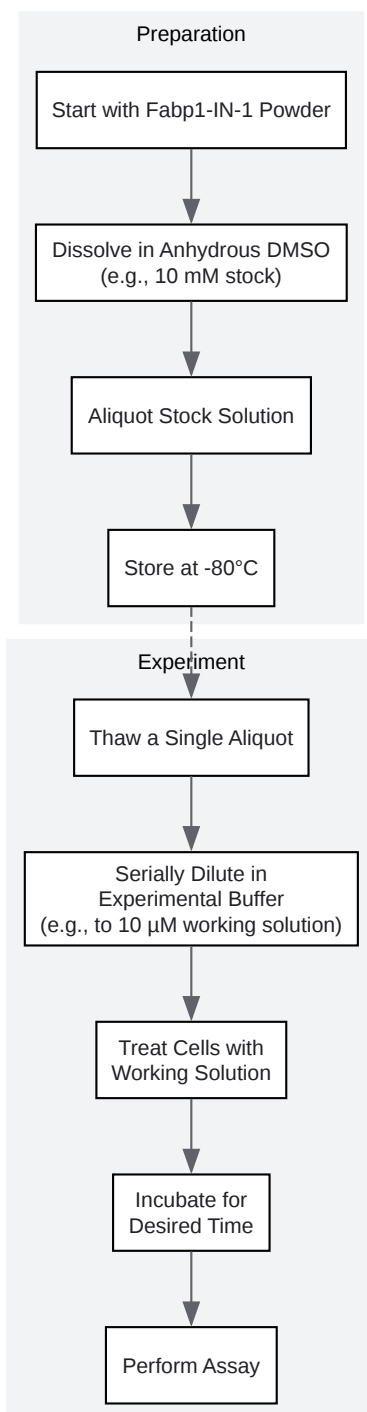 Preparation
Start with Fabp1-IN-1 Powder
Dissolve in Anhydrous DMSO
(e.g., 10 mM stock)
Aliquot Stock Solution
Store at -80°C
Experiment
Thaw a Single Aliquot
Serially Dilute in
Experimental Buffer
(e.g., to 10 µM working solution)
Treat Cells with
Working Solution
Incubate for
Desired Time
Perform Assay